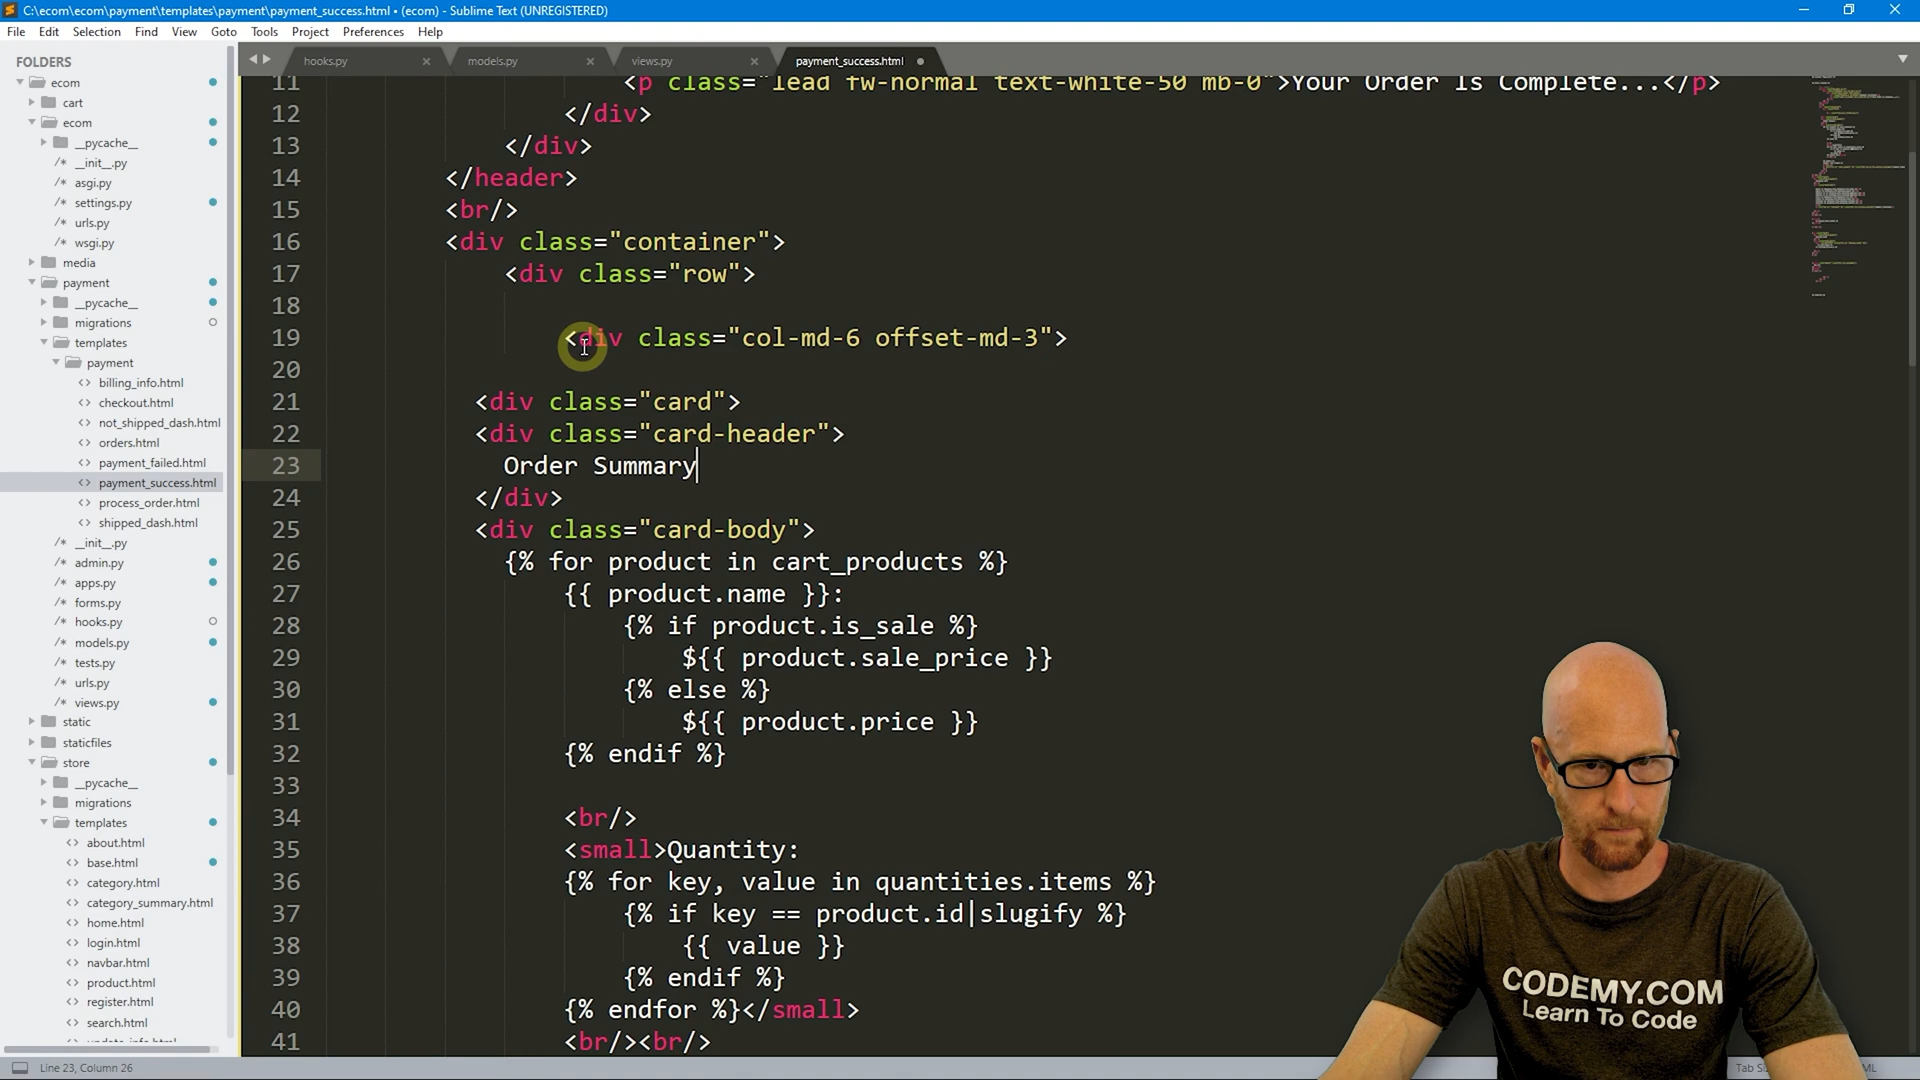 C:\ecom\ecom\payment\templates\payment\payment_success.html • (ecom) - Sublime Text (UNREGISTERED)
File Edit Selection Find View Goto Tools Project Preferences Help
FOLDERS
ecom
cart
ecom
__pycache__
__init__.py
asgi.py
settings.py
urls.py
wsgi.py
media
payment
__pycache__
migrations
templates
payment
billing_info.html
checkout.html
not_shipped_dash.html
orders.html
payment_failed.html
payment_success.html
process_order.html
shipped_dash.html
__init__.py
admin.py
apps.py
forms.py
hooks.py
models.py
tests.py
urls.py
views.py
static
staticfiles
store
__pycache__
migrations
templates
about.html
base.html
category.html
category_summary.html
home.html
login.html
navbar.html
product.html
register.html
search.html
update_info.html
hooks.py models.py views.py payment_success.html
11 <p class="lead fw-normal text-white-50 mb-0">Your Order Is Complete...</p>
12 </div>
13 </div>
14 </header>
15 <br/>
16 <div class="container">
17 <div class="row">
18
19 <div class="col-md-6 offset-md-3">
20
21 <div class="card">
22 <div class="card-header">
23 Order Summary
24 </div>
25 <div class="card-body">
26 {% for product in cart_products %}
27 {{ product.name }}:
28 {% if product.is_sale %}
29 ${{ product.sale_price }}
30 {% else %}
31 ${{ product.price }}
32 {% endif %}
33
34 <br/>
35 <small>Quantity:
36 {% for key, value in quantities.items %}
37 {% if key == product.id|slugify %}
38 {{ value }}
39 {% endif %}
40 {% endfor %}</small>
41 <br/><br/>
CODEMY.COM
Learn To Code
Line 23, Column 26